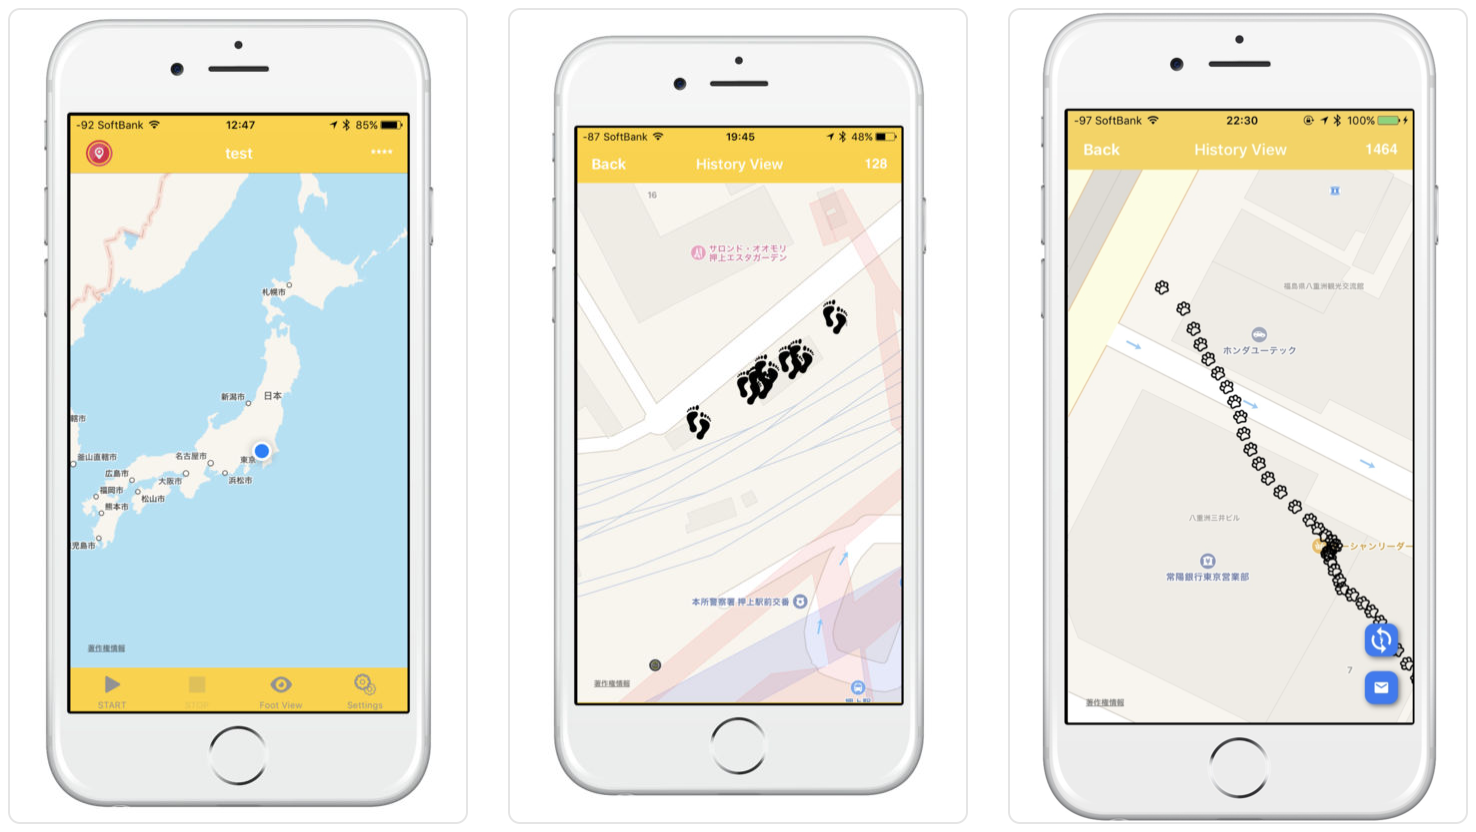 -92 SoftBank
12:47
85%
test
****
札幌市
新潟市
日本
轄市
釜山直轄市
名古屋市
東京
広島市
大阪市
浜松市
福岡市
松山市
熊本市
児島市
著作権情報
START
STOP
Foot View
Settings
-87 SoftBank
19:45
48%
Back
History View
128
16
サロンド・オオモリ
押上エスタガーデン
本所警察署 押上駅前交番
著作権情報
-97 SoftBank
22:30
100%
Back
History View
1464
福島県八重洲観光交流館
ホンダユーテック
八重洲三井ビル
ーシャンリーダー
常陽銀行東京営業部
7
著作権情報